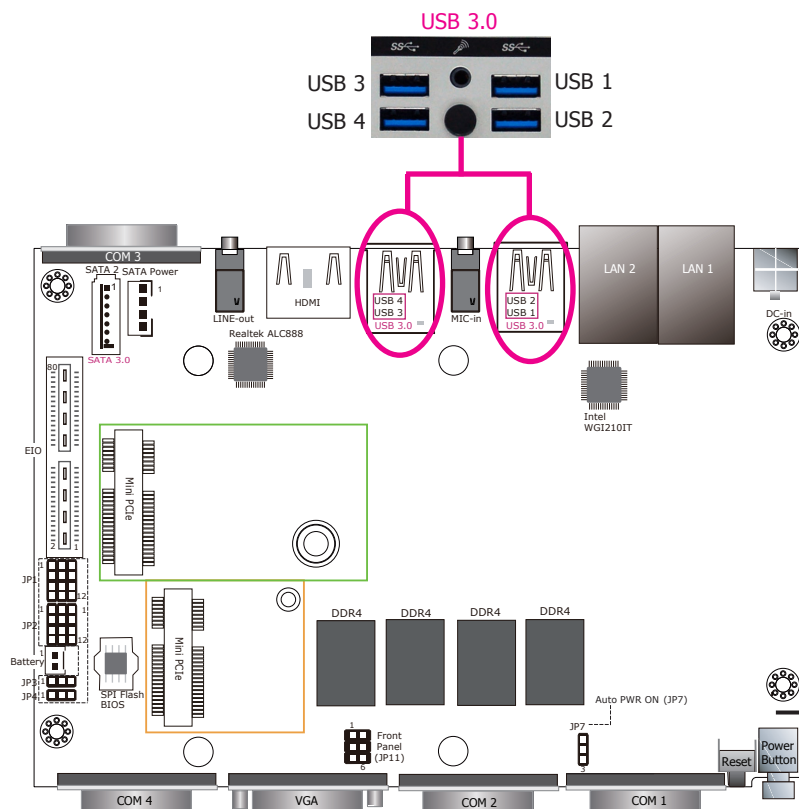 USB 3.0
SS
SS
USB 3
USB 1
USB 4
USB 2
COM 3
SATA 2
SATA Power
1
1
SATA 3.0
LINE-out
HDMI
USB 4
USB 3
USB 3.0
MIC-in
USB 2
USB 1
USB 3.0
LAN 2
LAN 1
DC-in
Realtek ALC888
Intel
WGI210IT
80
EIO
2
1
Mini PCIe
Mini PCIe
JP1
1
12
JP2
1
1
12
Battery
1
JP3
1
JP4
1
SPI Flash
BIOS
DDR4
DDR4
DDR4
DDR4
Auto PWR ON (JP7)
JP7
3
1
Front
Panel
(JP11)
6
Reset
Power
Button
COM 4
VGA
COM 2
COM 1